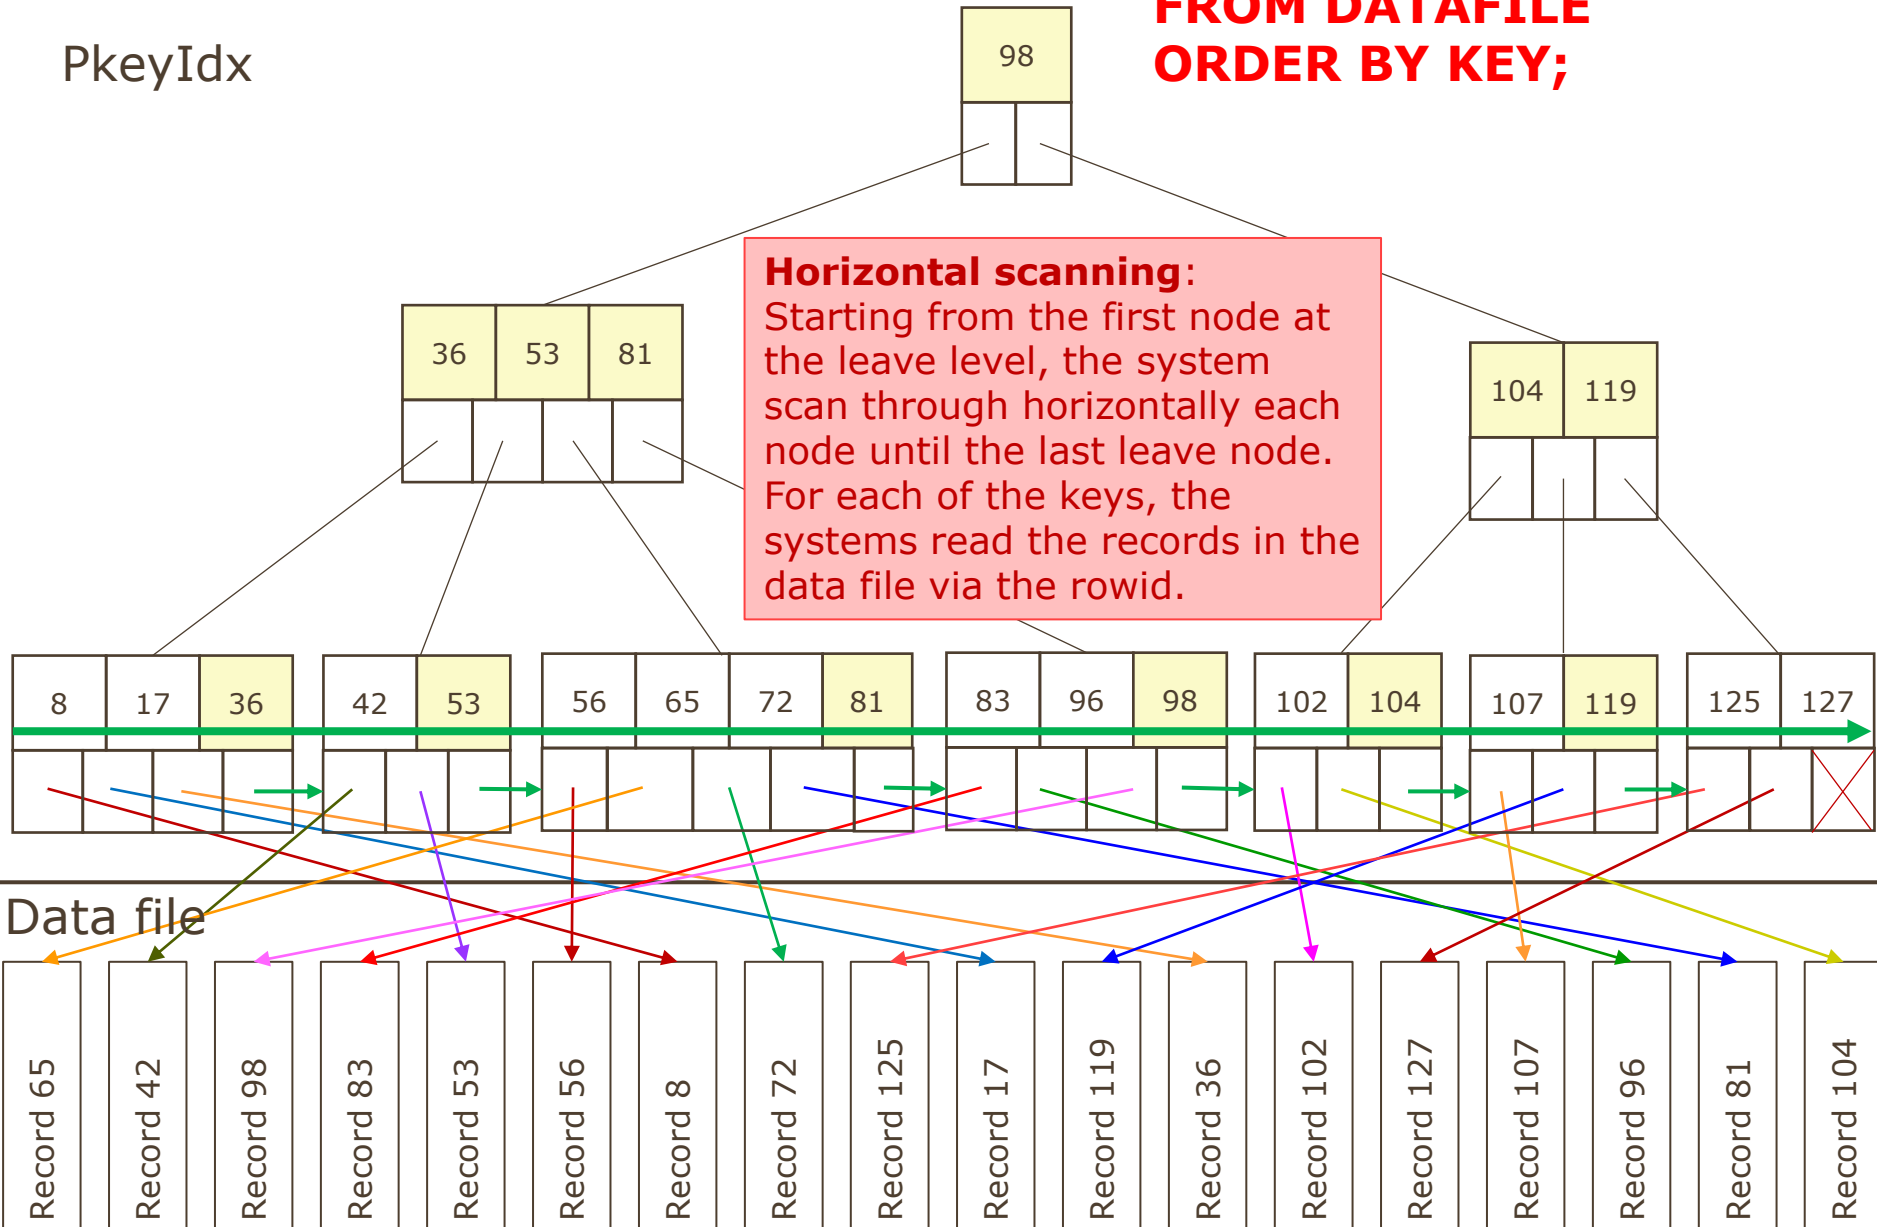 FROM DATAFILE
ORDER BY KEY;
PkeyIdx
98
Horizontal scanning:
Starting from the first node at
the leave level, the system
scan through horizontally each
node until the last leave node.
For each of the keys, the
systems read the records in the
data file via the rowid.
36 53 81
104 119
8 17 36 42 53 56 65 72 81 83 96 98 102 104 107 119 125 127
Data file
Record 65
Record 42
Record 98
Record 83
Record 53
Record 56
Record 8
Record 72
Record 125
Record 17
Record 119
Record 36
Record 102
Record 127
Record 107
Record 96
Record 81
Record 104